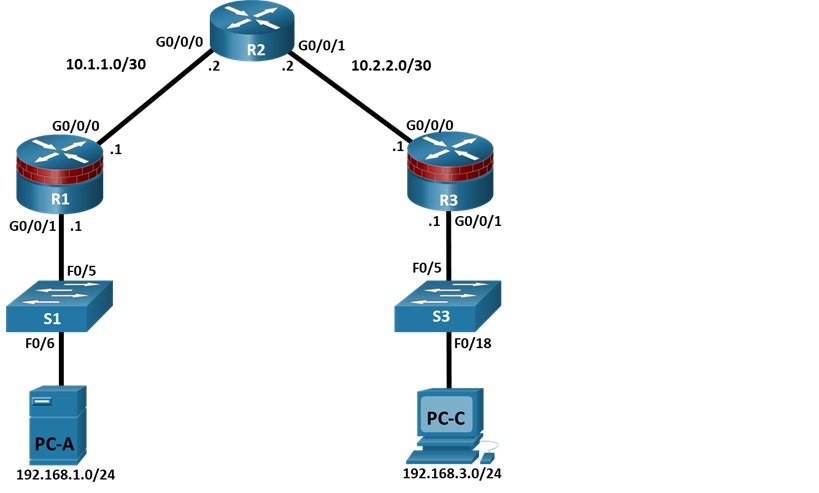 R2
G0/0/0
G0/0/1
10.1.1.0/30
.2
.2
10.2.2.0/30
G0/0/0
.1
G0/0/0
.1
R1
R3
G0/0/1
.1
.1
G0/0/1
F0/5
F0/5
S1
S3
F0/6
F0/18
PC-A
PC-C
192.168.1.0/24
192.168.3.0/24